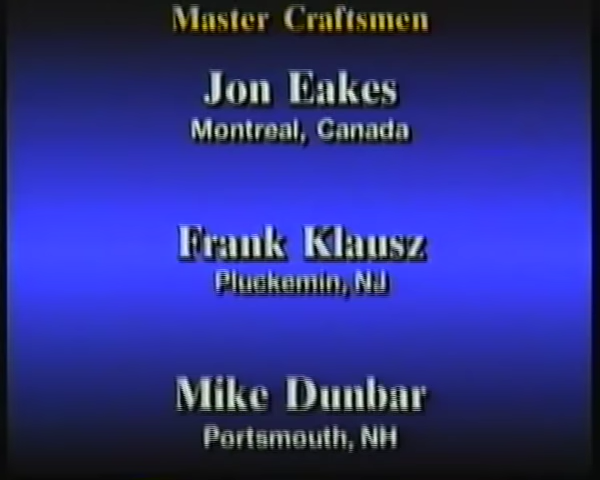 Master Craftsmen
Jon Eakes
Montreal, Canada
Frank Klausz
Pluckemin, NJ
Mike Dunbar
Portsmouth, NH